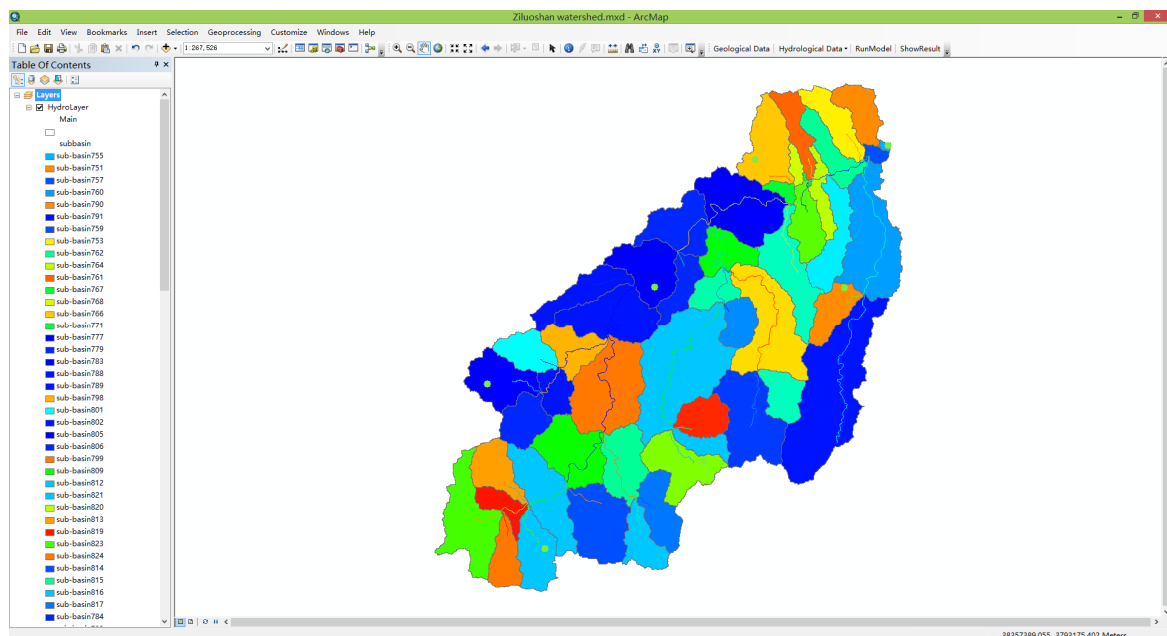 Ziluoshan watershed.mxd - ArcMap
File Edit View Bookmarks Insert Selection Geoprocessing Customize Windows Help
1:267,526 Geological Data Hydrological Data RunModel ShowResult
Table Of Contents
Layers
HydroLayer
Main
subbasin
sub-basin755
sub-basin751
sub-basin757
sub-basin760
sub-basin790
sub-basin791
sub-basin759
sub-basin753
sub-basin762
sub-basin764
sub-basin761
sub-basin767
sub-basin768
sub-basin766
sub-basin771
sub-basin777
sub-basin779
sub-basin783
sub-basin788
sub-basin789
sub-basin798
sub-basin801
sub-basin802
sub-basin805
sub-basin806
sub-basin799
sub-basin809
sub-basin812
sub-basin821
sub-basin820
sub-basin813
sub-basin819
sub-basin823
sub-basin824
sub-basin814
sub-basin815
sub-basin816
sub-basin817
sub-basin784